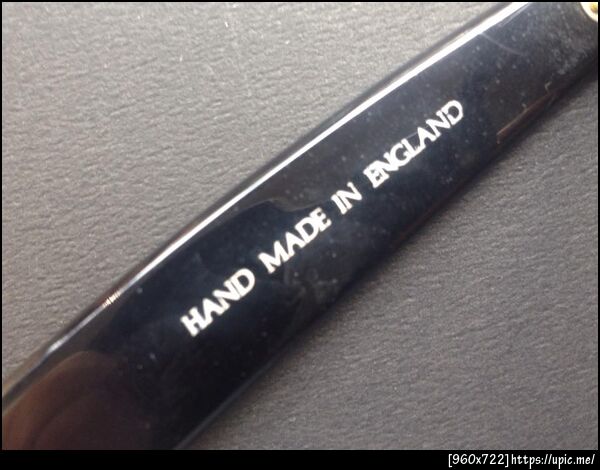 HAND MADE IN ENGLAND
[960x722]https://upic.me/